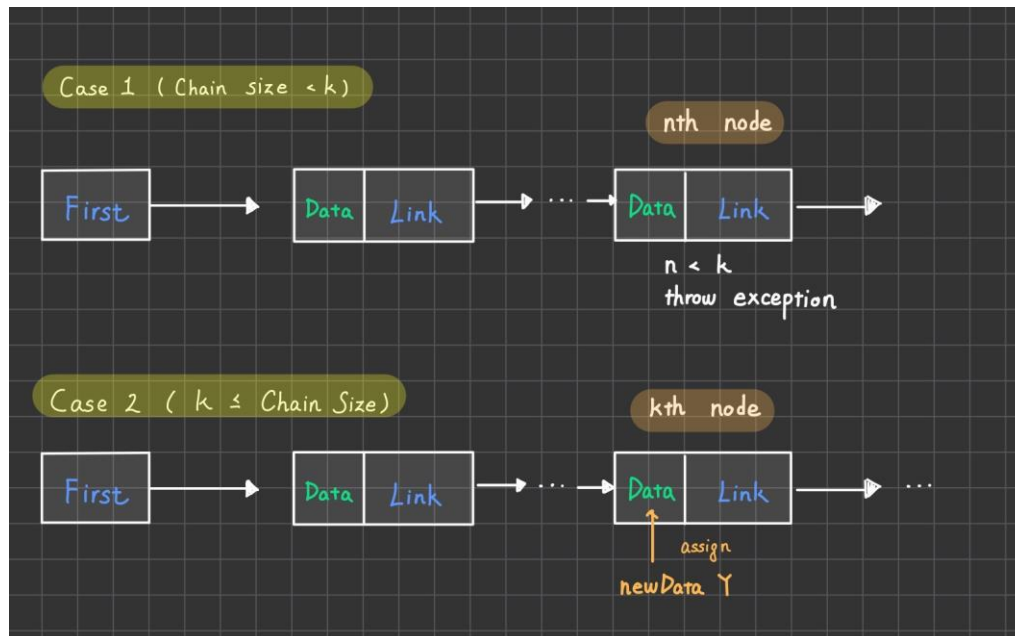 Case 1 ( Chain size < k)
nth node
First Data Link ... Data Link
n < k
throw exception
Case 2 ( k ≤ Chain Size)
kth node
First Data Link ... Data Link ...
assign
newData Y